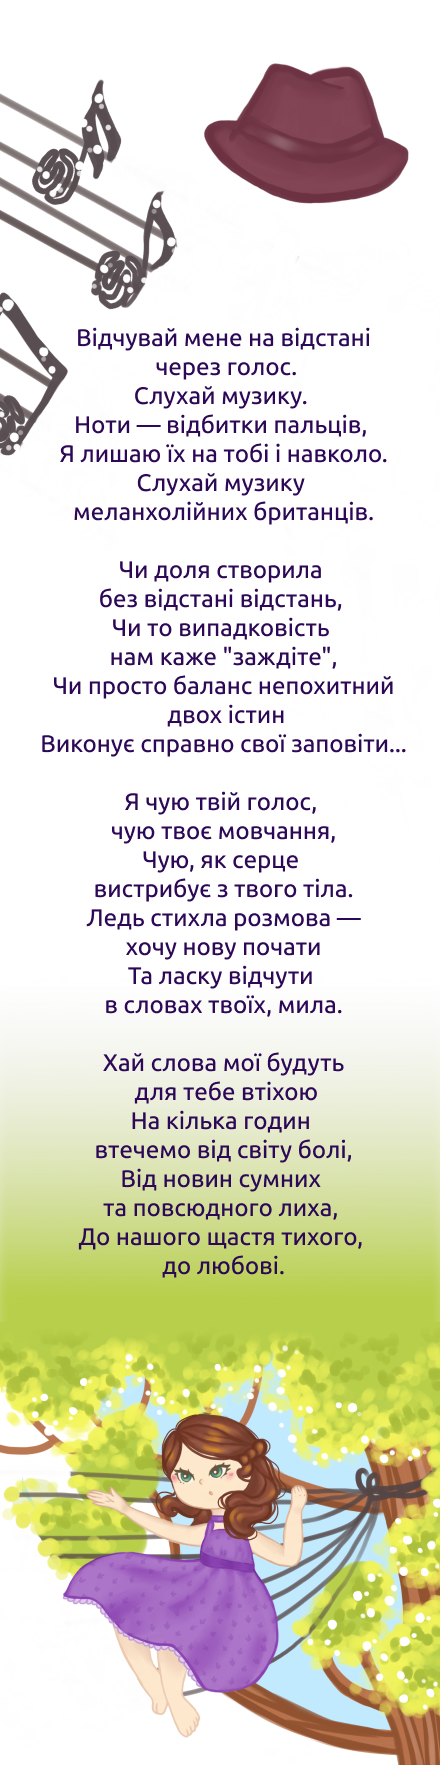 Відчувай мене на відстані
через голос.
Слухай музику.
Ноти — відбитки пальців,
Я лишаю їх на тобі і навколо.
Слухай музику
меланхолійних британців.
Чи доля створила
без відстані відстань,
Чи то випадковість
нам каже "заждіте",
Чи просто баланс непохитний
двох істин
Виконує справно свої заповіти...
Я чую твій голос,
чую твоє мовчання,
Чую, як серце
вистрибує з твого тіла.
Ледь стихла розмова —
хочу нову почати
Та ласку відчути
в словах твоїх, мила.
Хай слова мої будуть
для тебе втіхою
На кілька годин
втечемо від світу болі,
Від новин сумних
та повсюдного лиха,
До нашого щастя тихого,
до любові.